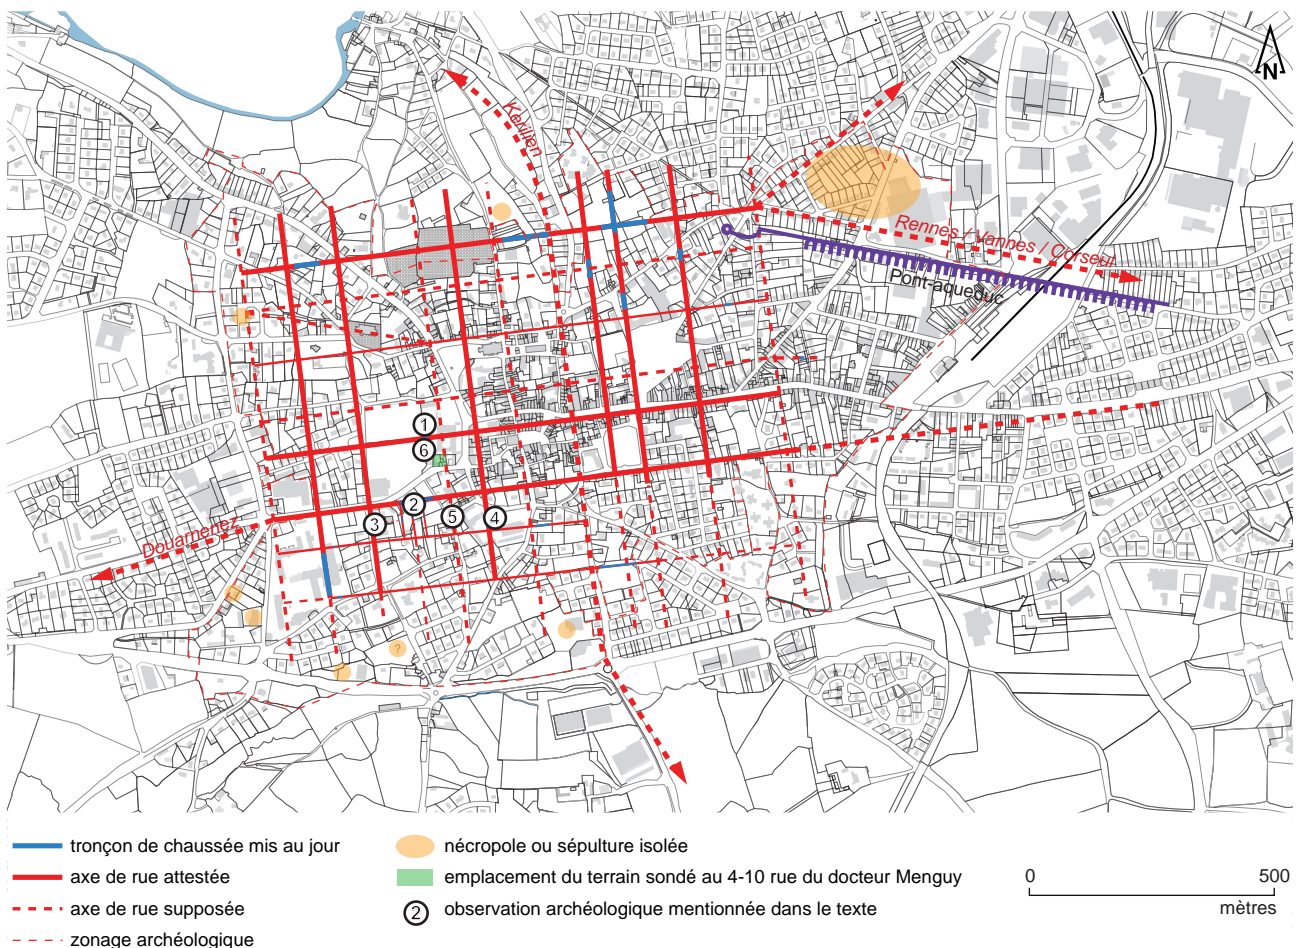 N
Kerilien
Rennes / Vannes / Corseul
Pont-aqueduc
1
6
2
3
5
4
Douarnenez
?
tronçon de chaussée mis au jour
axe de rue attestée
axe de rue supposée
zonage archéologique
nécropole ou sépulture isolée
emplacement du terrain sondé au 4-10 rue du docteur Menguy
2 observation archéologique mentionnée dans le texte
0 500
mètres